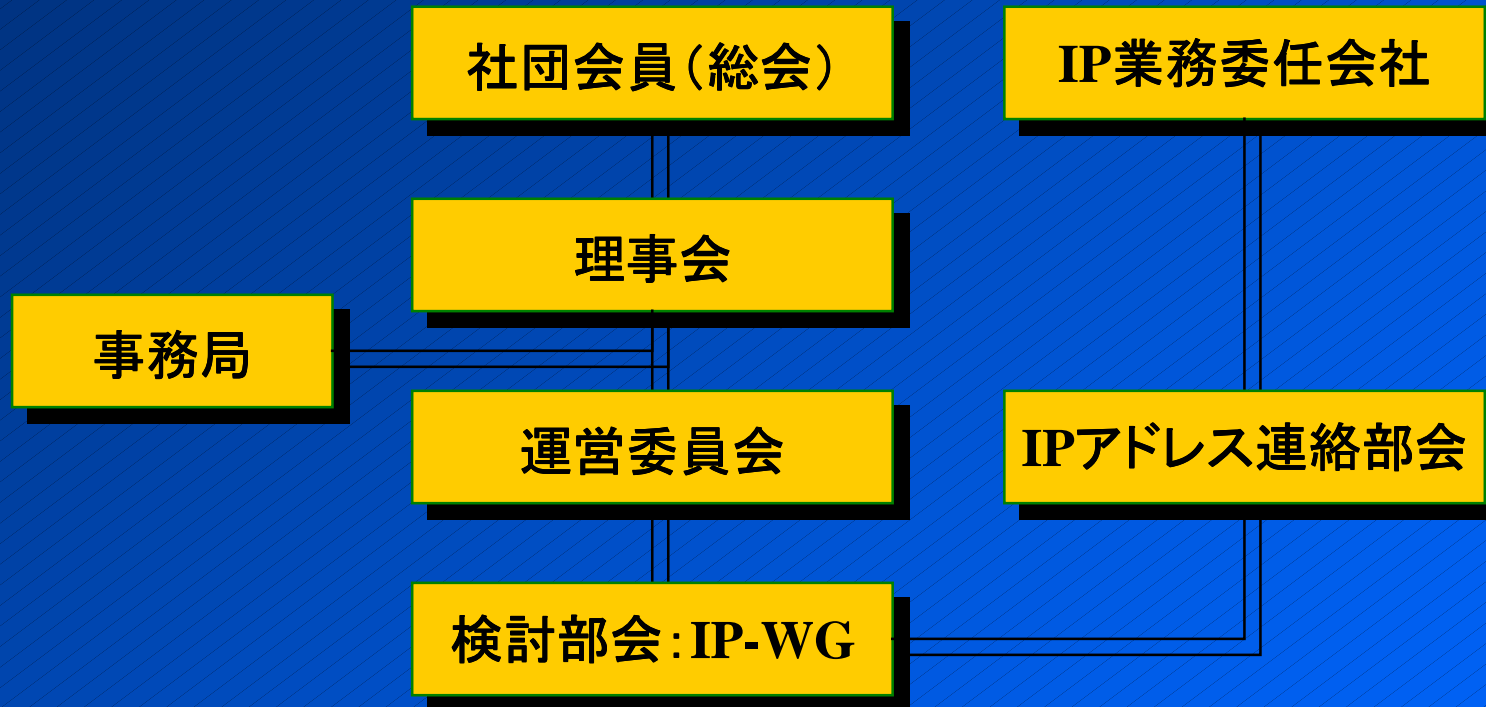 社団会員(総会)
IP業務委任会社
理事会
事務局
運営委員会
IPアドレス連絡部会
検討部会:IP-WG